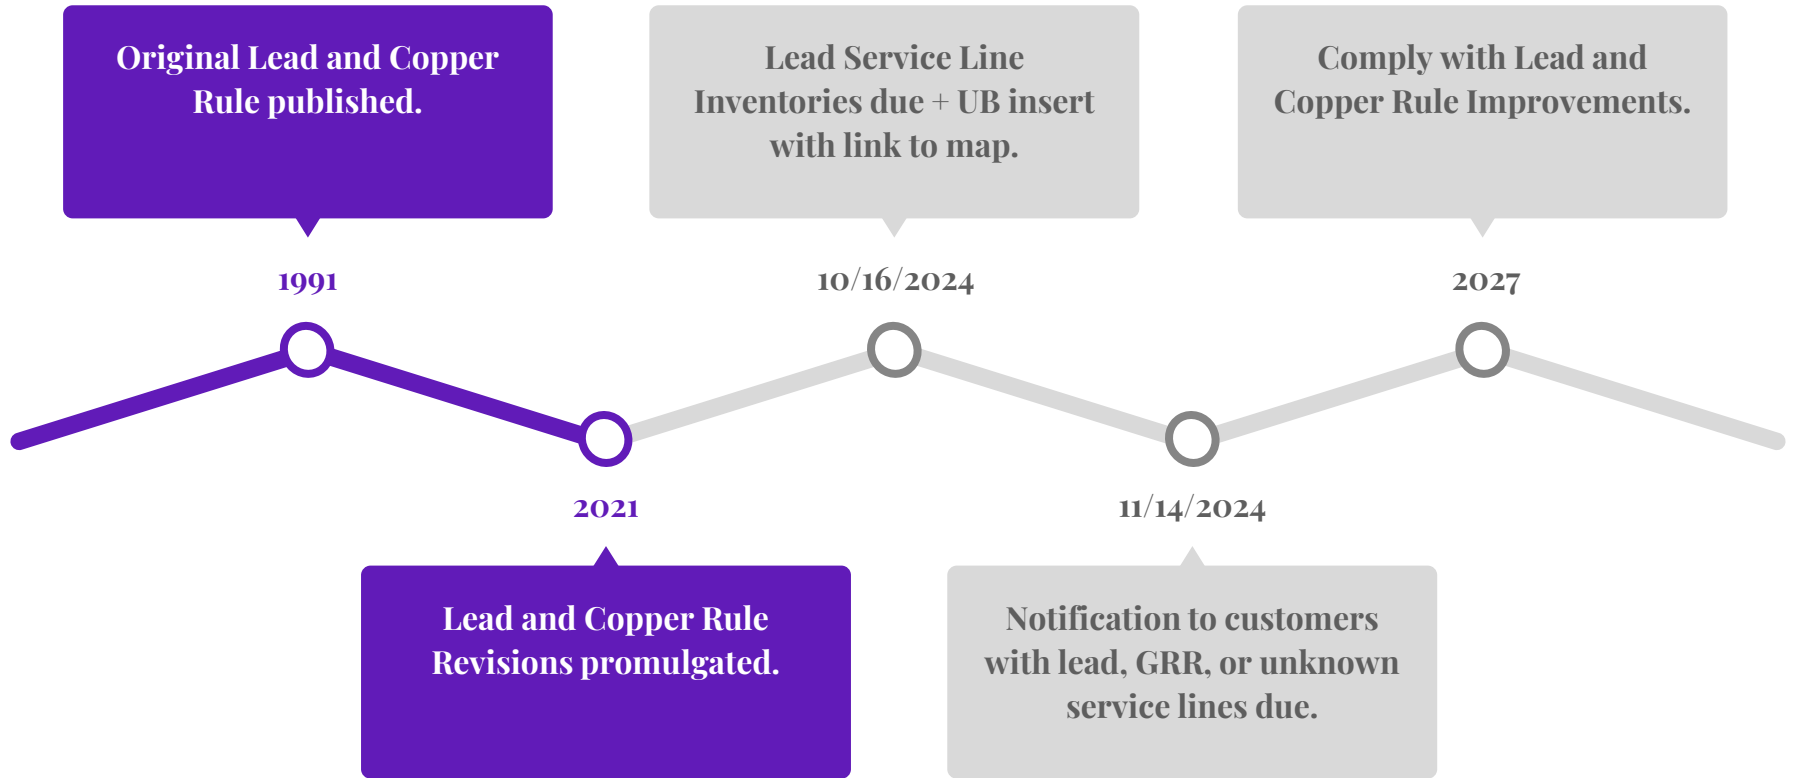 Original Lead and Copper
Rule published.
1991
2021
Lead and Copper Rule
Revisions promulgated.
Lead Service Line
Inventories due + UB insert
with link to map.
10/16/2024
11/14/2024
Notification to customers
with lead, GRR, or unknown
service lines due.
Comply with Lead and
Copper Rule Improvements.
2027